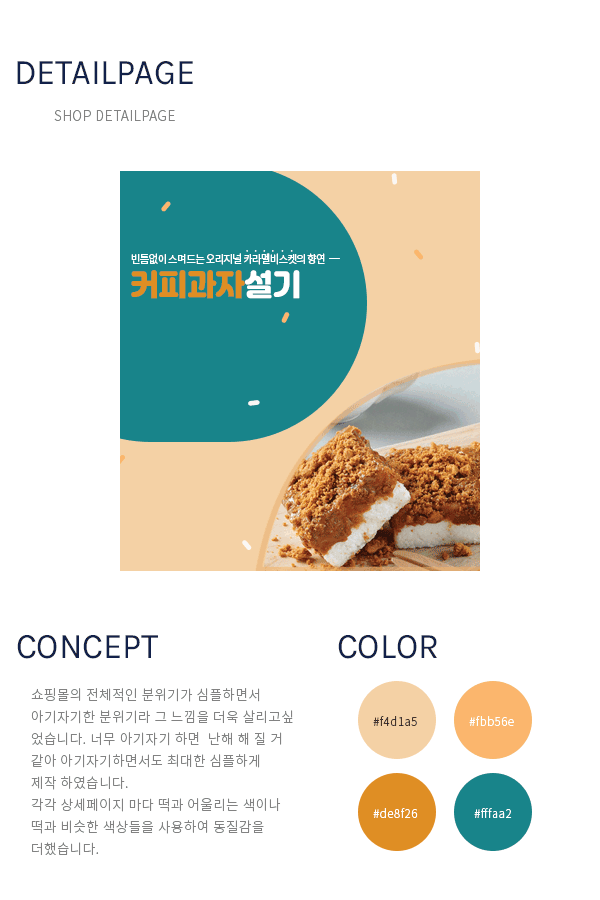 DETAILPAGE
SHOP DETAILPAGE
빈틈없이 스며드는 오리지널 카라멜비스켓의 향연
커피과자설기
CONCEPT
쇼핑몰의 전체적인 분위기가 심플하면서
아기자기한 분위기라 그 느낌을 더욱 살리고싶
었습니다. 너무 아기자기 하면 난해 해 질 거
같아 아기자기하면서도 최대한 심플하게
제작 하였습니다.
각각 상세페이지 마다 떡과 어울리는 색이나
떡과 비슷한 색상들을 사용하여 동질감을
더했습니다.
COLOR
#f4d1a5
#fbb56e
#de8f26
#fffaa2